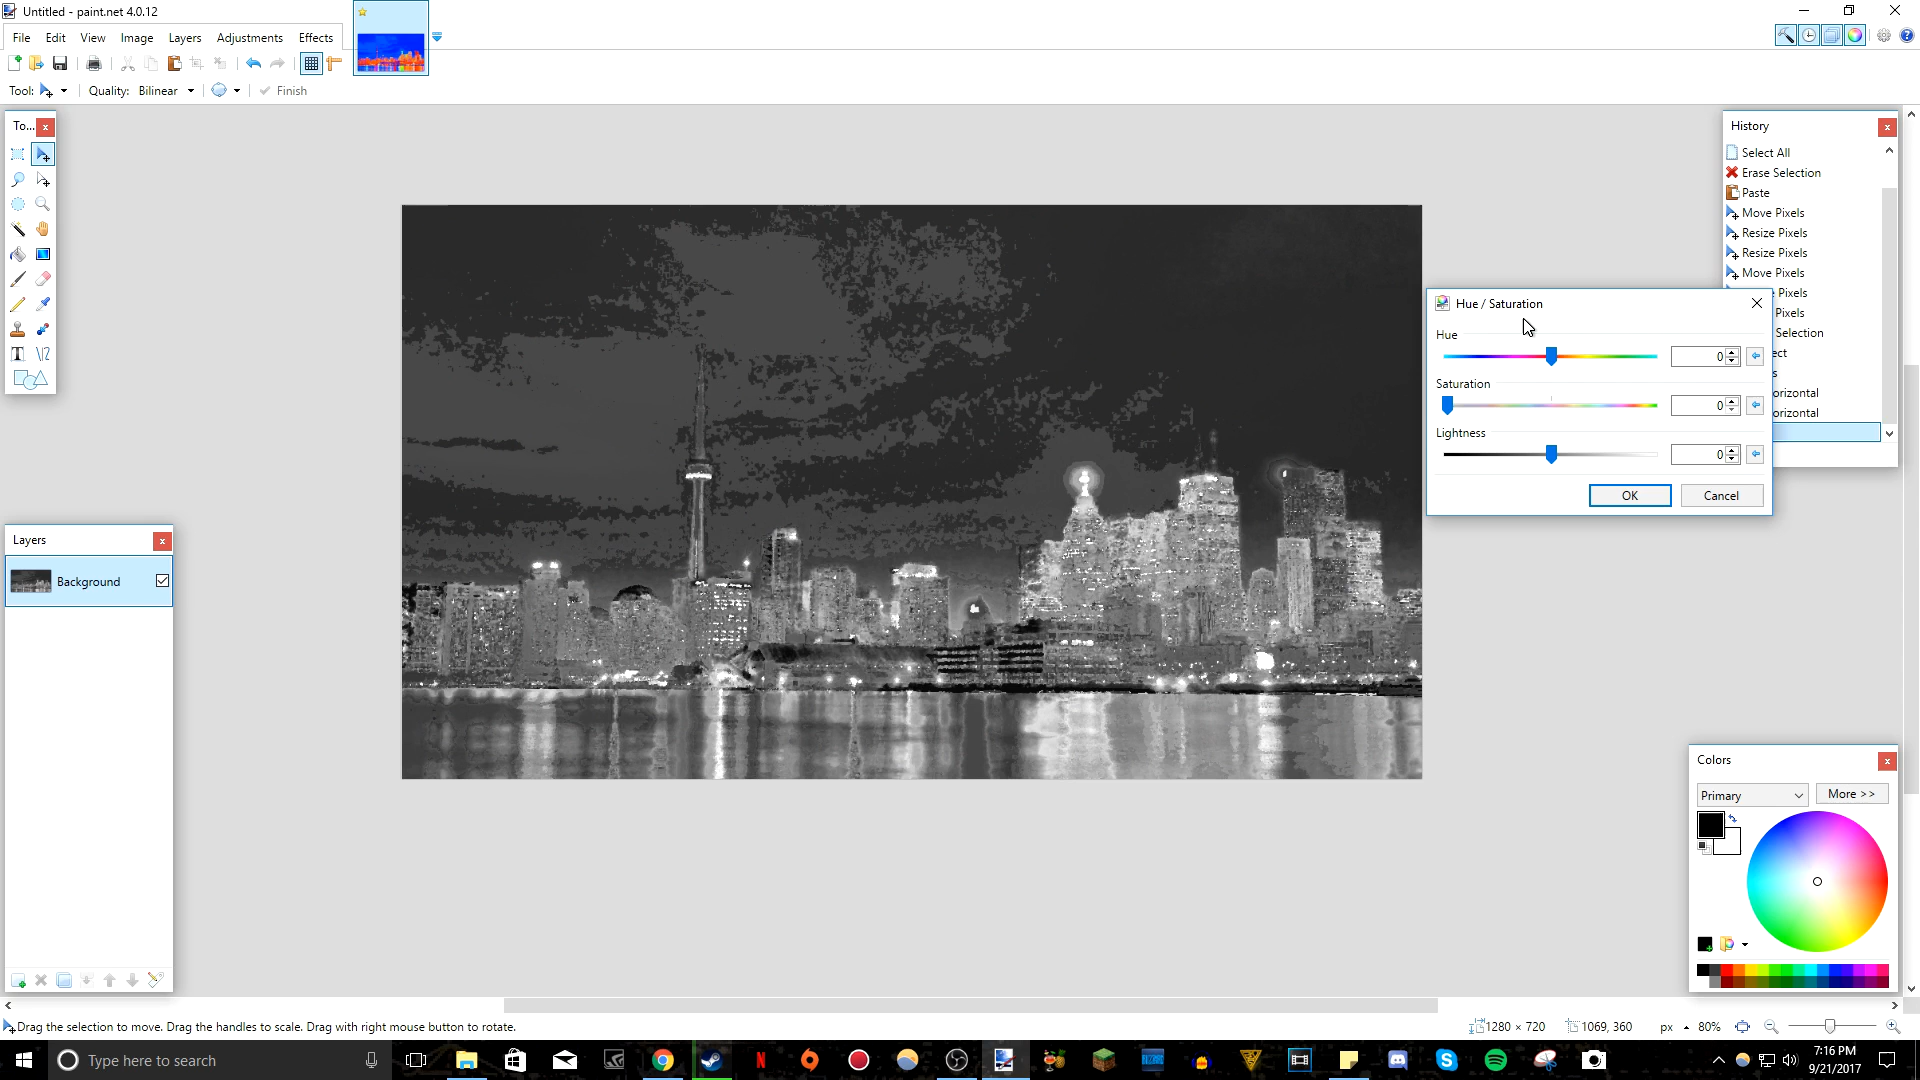 Untitled - paint.net 4.0.12
File Edit View Image Layers Adjustments Effects
Tool: Quality: Bilinear Finish
To...
History
Select All
Erase Selection
Paste
Move Pixels
Resize Pixels
Resize Pixels
Move Pixels
Pixels
Pixels
Selection
ect
s
orizontal
orizontal
Hue / Saturation
Hue
0
Saturation
0
Lightness
0
OK Cancel
Layers
Background
Colors
Primary More >>
Drag the selection to move. Drag the handles to scale. Drag with right mouse button to rotate.
1280 × 720 1069, 360 px 80%
Type here to search
7:16 PM
9/21/2017